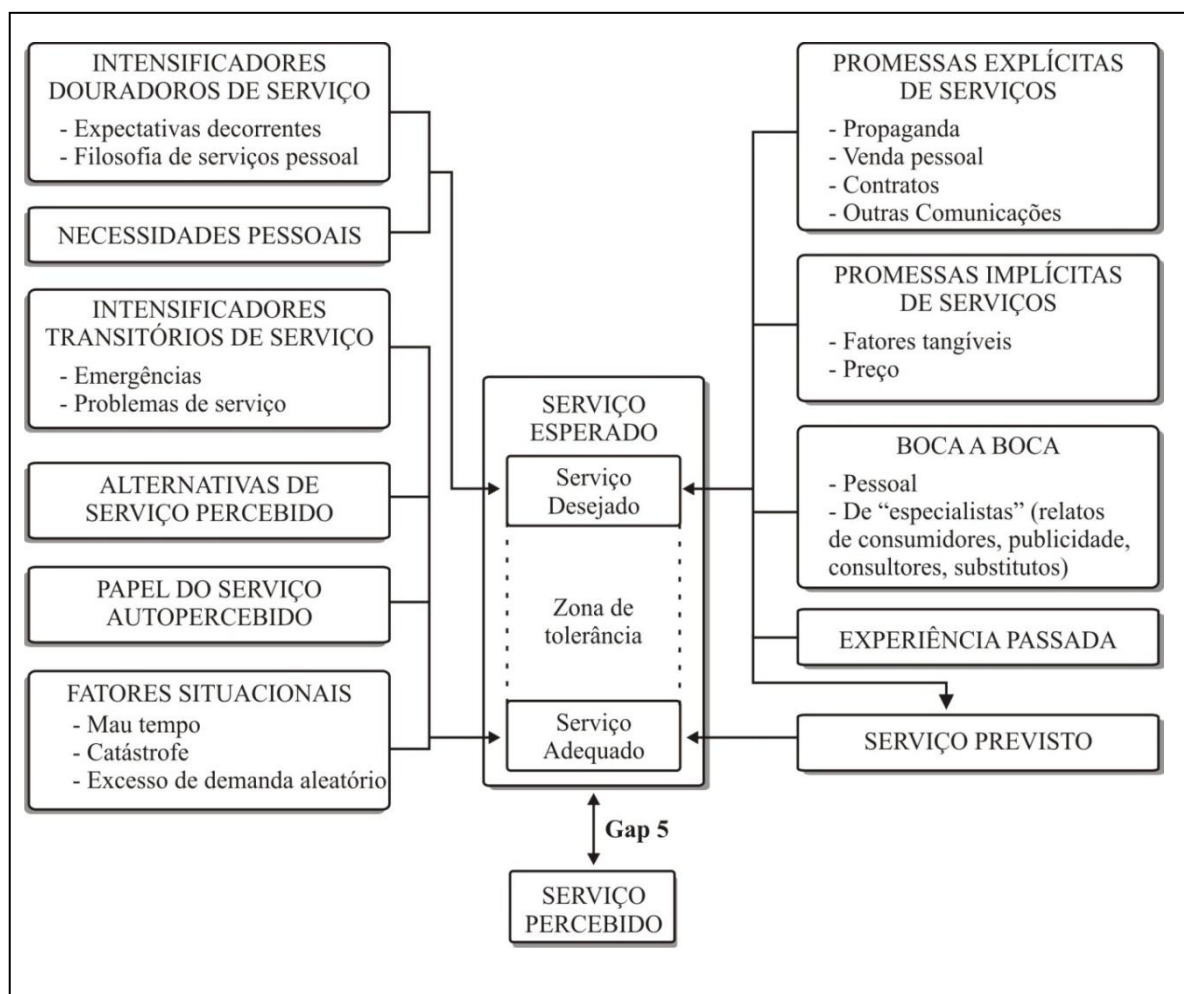 INTENSIFICADORES
DOURADOROS DE SERVIÇO
- Expectativas decorrentes
- Filosofia de serviços pessoal
NECESSIDADES PESSOAIS
INTENSIFICADORES
TRANSITÓRIOS DE SERVIÇO
- Emergências
- Problemas de serviço
ALTERNATIVAS DE
SERVIÇO PERCEBIDO
PAPEL DO SERVIÇO
AUTOPERCEBIDO
FATORES SITUACIONAIS
- Mau tempo
- Catástrofe
- Excesso de demanda aleatório
SERVIÇO
ESPERADO
Serviço
Desejado
Zona de
tolerância
Serviço
Adequado
Gap 5
SERVIÇO
PERCEBIDO
PROMESSAS EXPLÍCITAS
DE SERVIÇOS
- Propaganda
- Venda pessoal
- Contratos
- Outras Comunicações
PROMESSAS IMPLÍCITAS
DE SERVIÇOS
- Fatores tangíveis
- Preço
BOCA A BOCA
- Pessoal
- De “especialistas” (relatos
de consumidores, publicidade,
consultores, substitutos)
EXPERIÊNCIA PASSADA
SERVIÇO PREVISTO